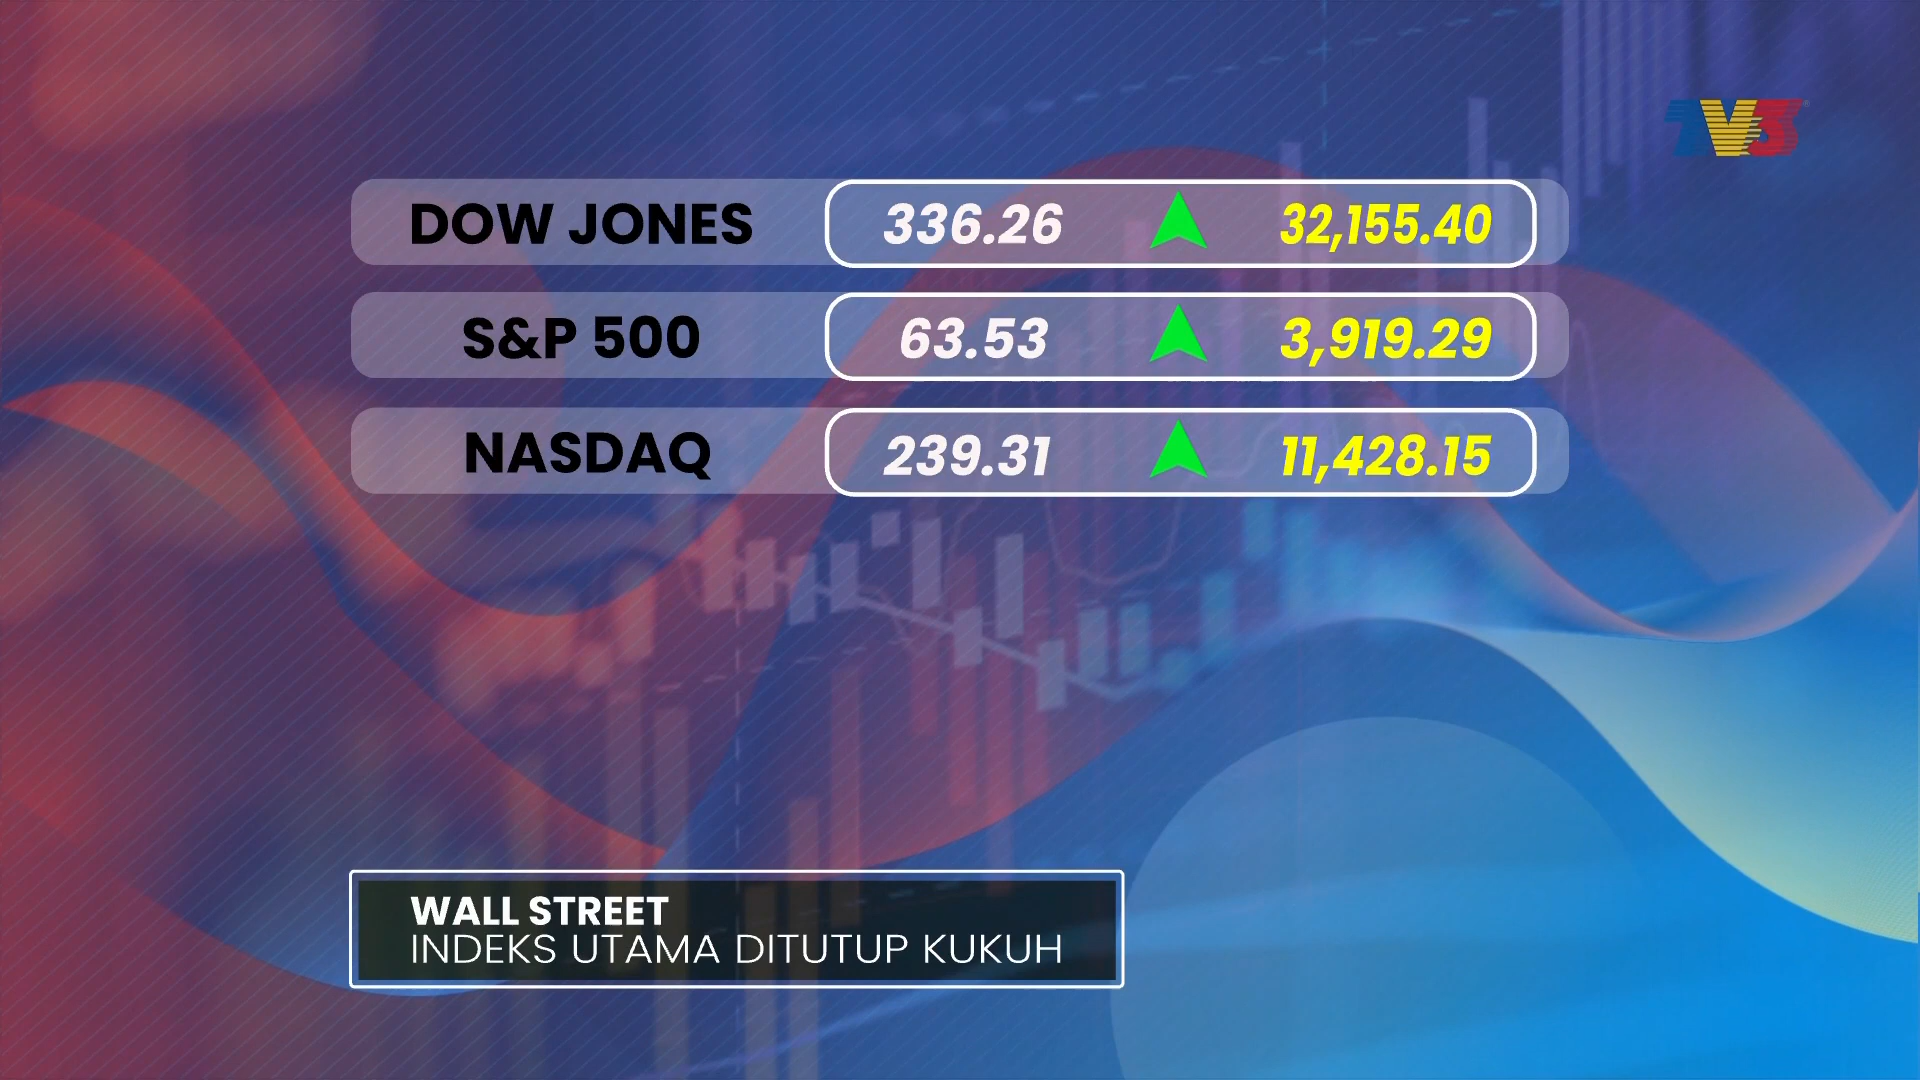 TV3
DOW JONES 336.26 32,155.40
S&P 500 63.53 3,919.29
NASDAQ 239.31 11,428.15
WALL STREET
INDEKS UTAMA DITUTUP KUKUH